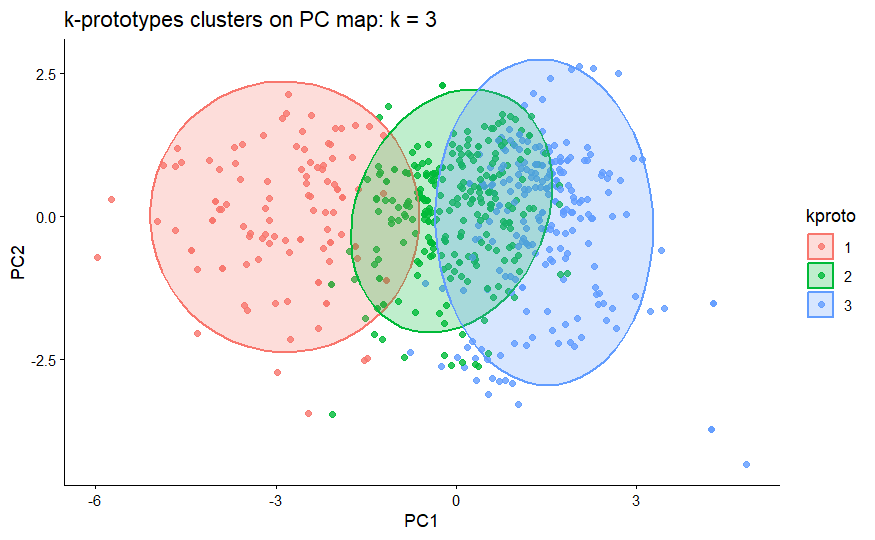 k-prototypes clusters on PC map: k = 3
2.5
0.0
-2.5
PC2
-6
-3
0
3
PC1
kproto
1
2
3